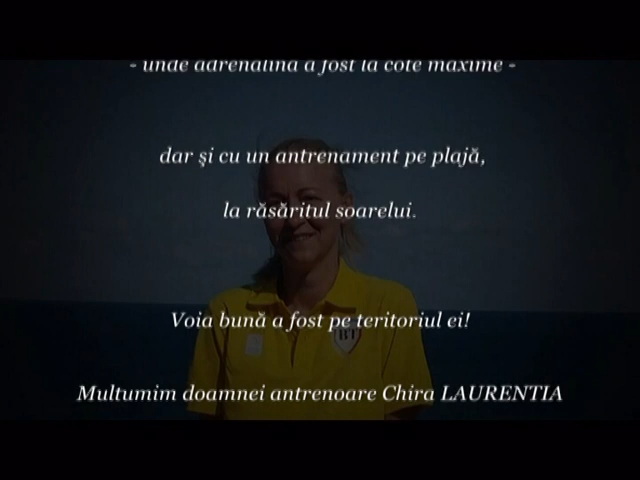 - unde adrenalina a fost la cote maxime -
dar şi cu un antrenament pe plajă,
la răsăritul soarelui.
Voia bună a fost pe teritoriul ei!
BT
Multumim doamnei antrenoare Chira LAURENTIA